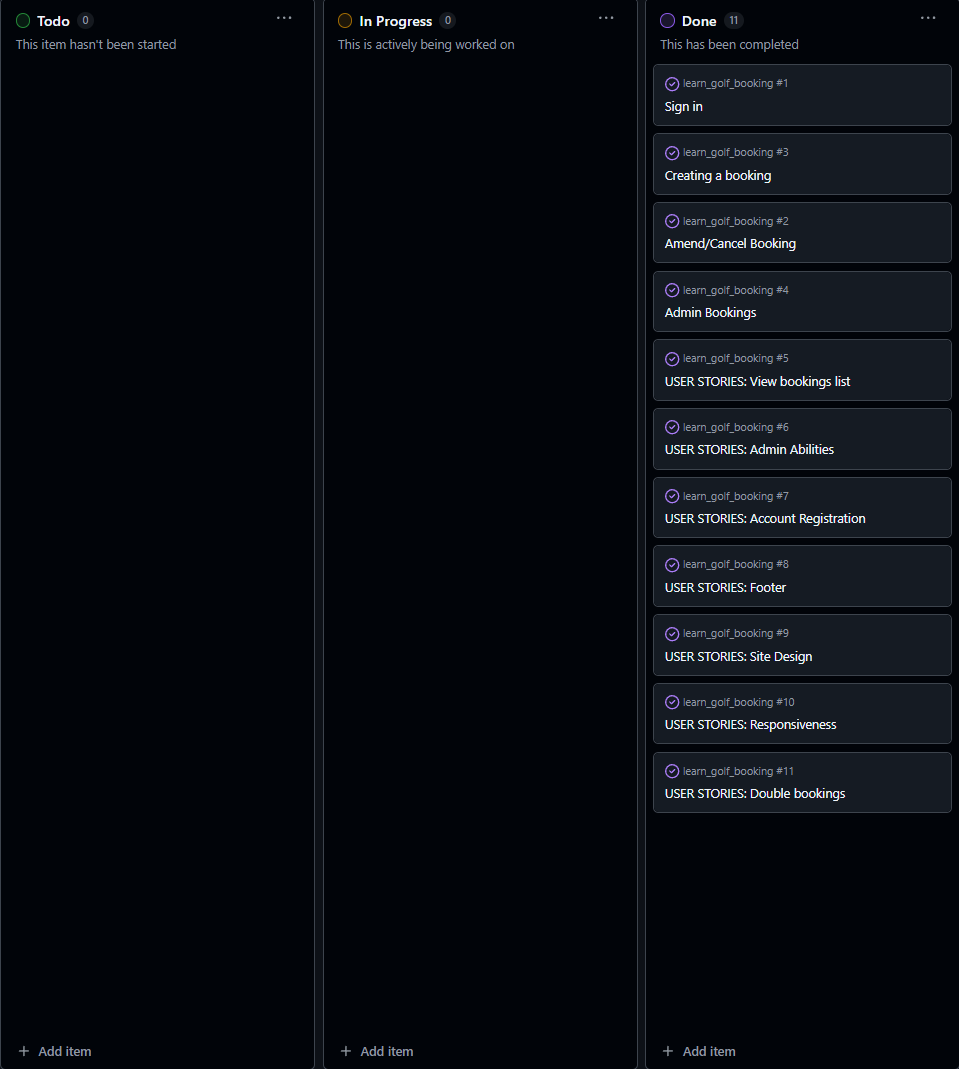 Todo 0
This item hasn't been started
In Progress 0
This is actively being worked on
Done 11
This has been completed
learn_golf_booking #1
Sign in
learn_golf_booking #3
Creating a booking
learn_golf_booking #2
Amend/Cancel Booking
learn_golf_booking #4
Admin Bookings
learn_golf_booking #5
USER STORIES: View bookings list
learn_golf_booking #6
USER STORIES: Admin Abilities
learn_golf_booking #7
USER STORIES: Account Registration
learn_golf_booking #8
USER STORIES: Footer
learn_golf_booking #9
USER STORIES: Site Design
learn_golf_booking #10
USER STORIES: Responsiveness
learn_golf_booking #11
USER STORIES: Double bookings
+ Add item
+ Add item
+ Add item